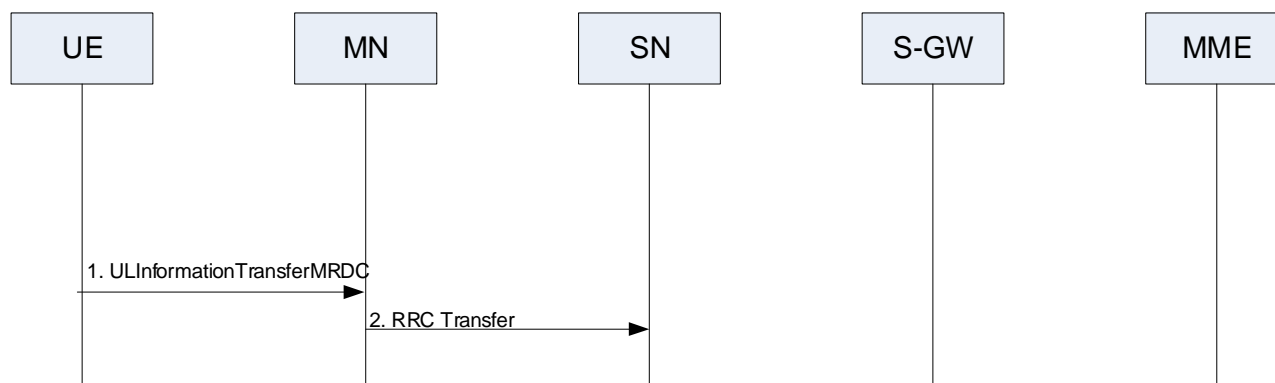 UE
MN
SN
S-GW
MME
1. ULInformationTransferMRDC
2. RRC Transfer